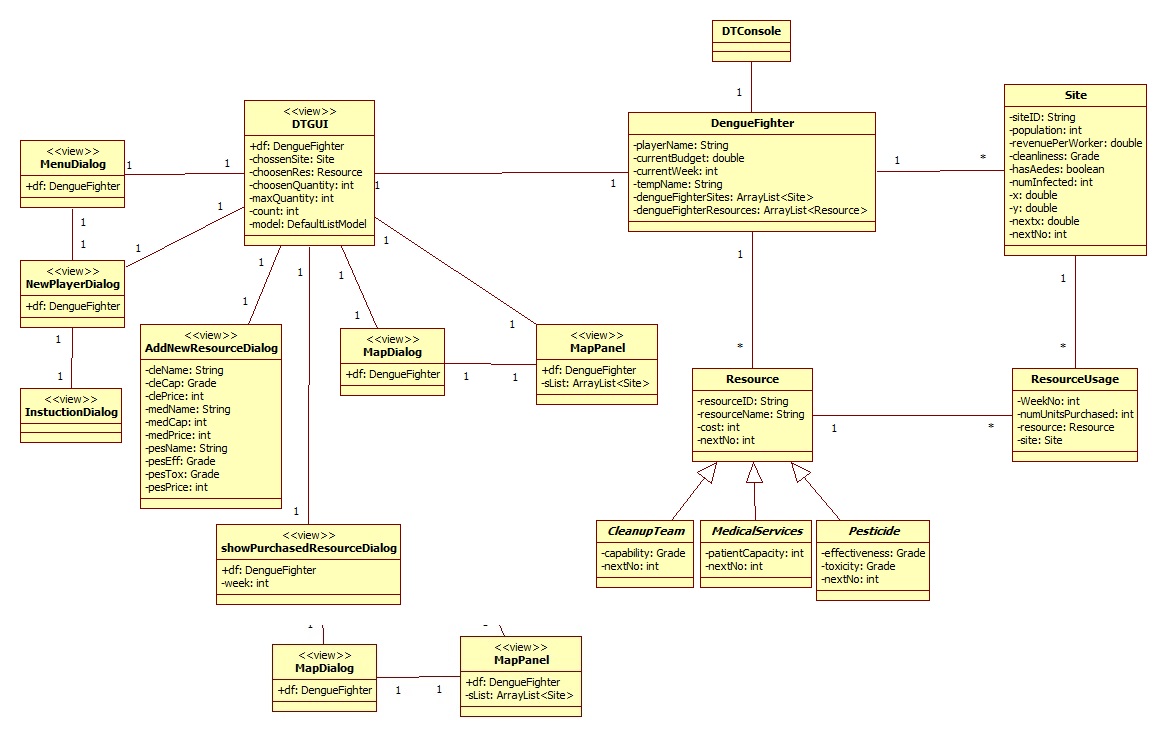 DTConsole
1
<<view>>
DTGUI
+df: DengueFighter
-chossenSite: Site
-choosenRes: Resource
-choosenQuantity: int
-maxQuantity: int
-count: int
-model: DefaultListModel
DengueFighter
-playerName: String
-currentBudget: double
-currentWeek: int
-tempName: String
-dengueFighterSites: ArrayList<Site>
-dengueFighterResources: ArrayList<Resource>
Site
-siteID: String
-population: int
-revenuePerWorker: double
-cleanliness: Grade
-hasAedes: boolean
-numInfected: int
-x: double
-y: double
-nextx: double
-nextNo: int
<<view>>
MenuDialog
+df: DengueFighter
1
1
1
1
1
*
1
1
1
1
<<view>>
NewPlayerDialog
+df: DengueFighter
1
1
1
1
1
1
1
1
1
1
1
1
*
1
*
<<view>>
AddNewResourceDialog
-cleName: String
-cleCap: Grade
-clePrice: int
-medName: String
-medCap: int
-medPrice: int
-pesName: String
-pesEff: Grade
-pesTox: Grade
-pesPrice: int
<<view>>
MapDialog
+df: DengueFighter
1
1
<<view>>
MapPanel
+df: DengueFighter
-sList: ArrayList<Site>
<<view>>
InstuctionDialog
Resource
-resourceID: String
-resourceName: String
-cost: int
-nextNo: int
1
*
ResourceUsage
-WeekNo: int
-numUnitsPurchased: int
-resource: Resource
-site: Site
1
<<view>>
showPurchasedResourceDialog
+df: DengueFighter
-week: int
CleanupTeam
-capability: Grade
-nextNo: int
MedicalServices
-patientCapacity: int
-nextNo: int
Pesticide
-effectiveness: Grade
-toxicity: Grade
-nextNo: int
<<view>>
MapDialog
+df: DengueFighter
1
1
<<view>>
MapPanel
+df: DengueFighter
-sList: ArrayList<Site>